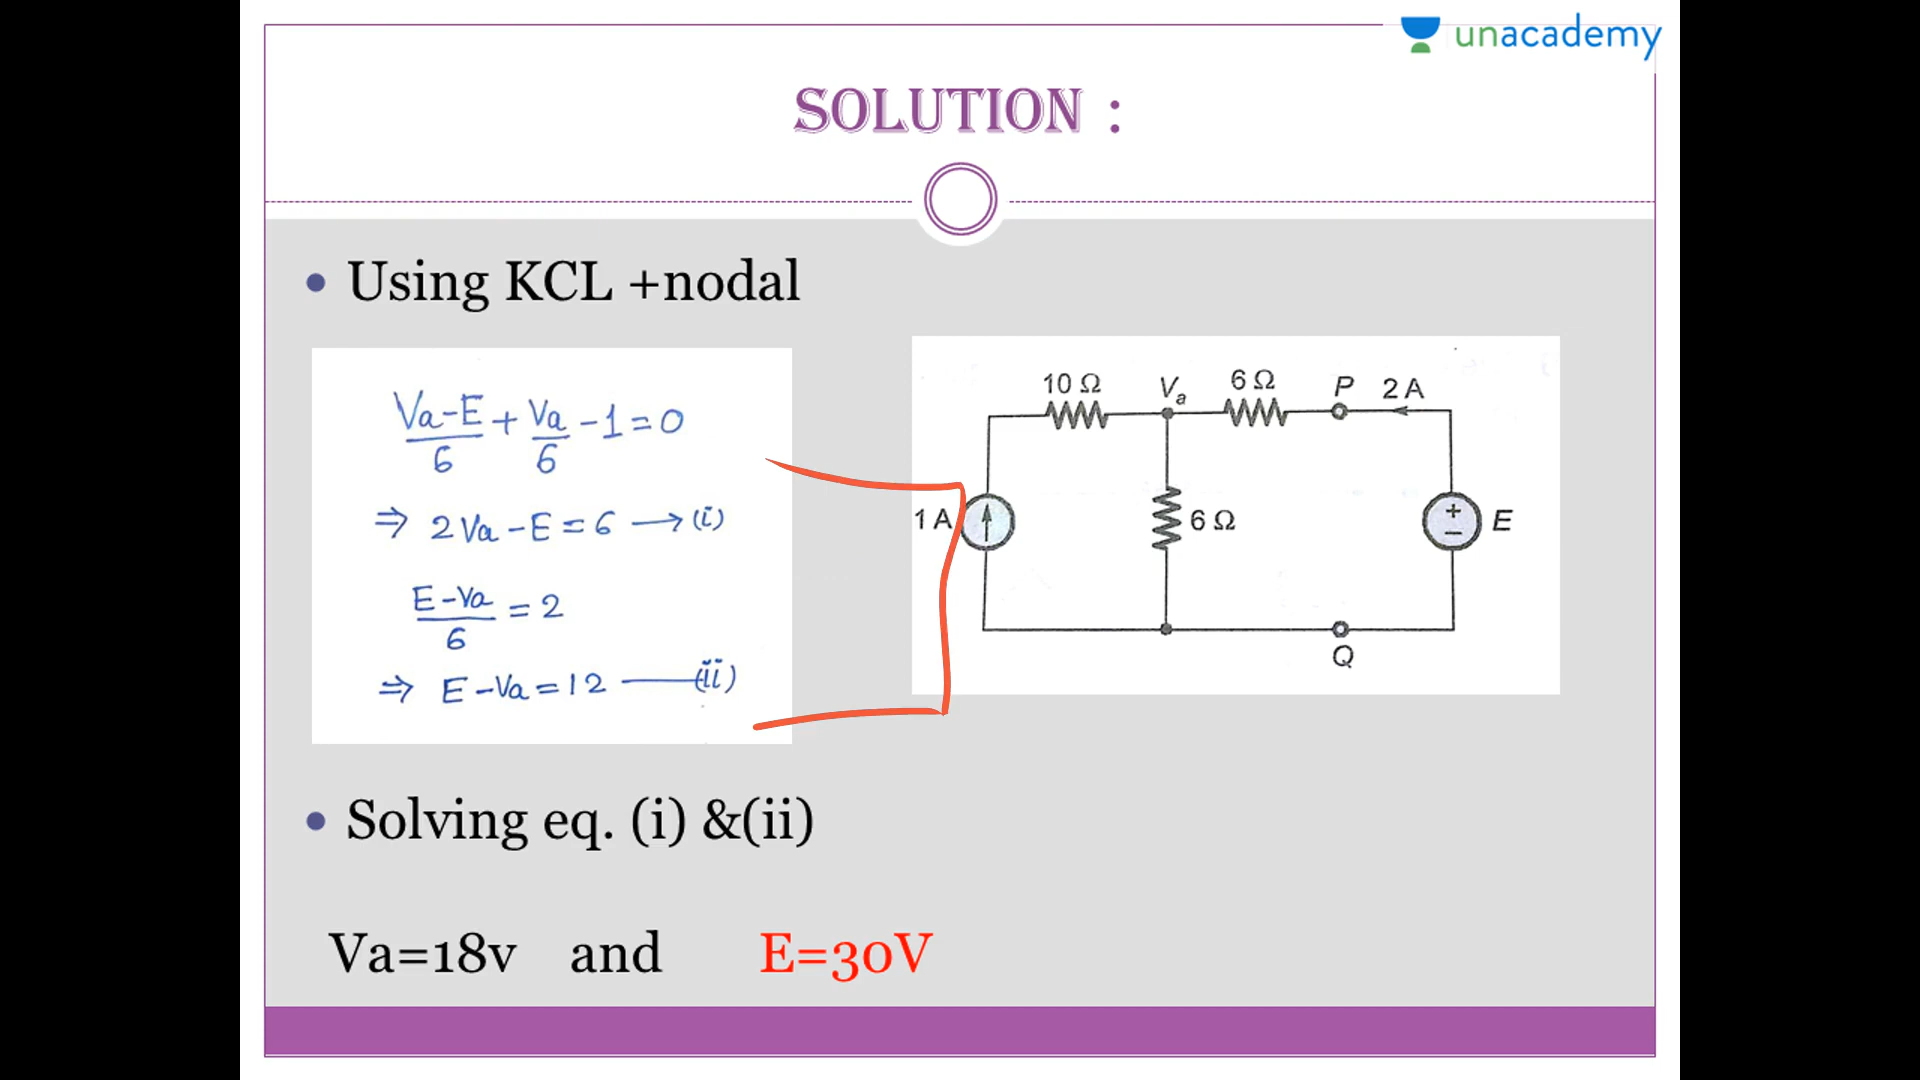 unacademy
SOLUTION :
• Using KCL +nodal
Va-E/6 + Va/6 -1=0
⇒ 2Va-E=6 →(i)
E-Va/6 = 2
⇒ E-Va=12 —(ii)
10 Ω Va 6 Ω P 2 A
1 A 6 Ω + − E
Q
• Solving eq. (i) &(ii)
Va=18v and E=30V